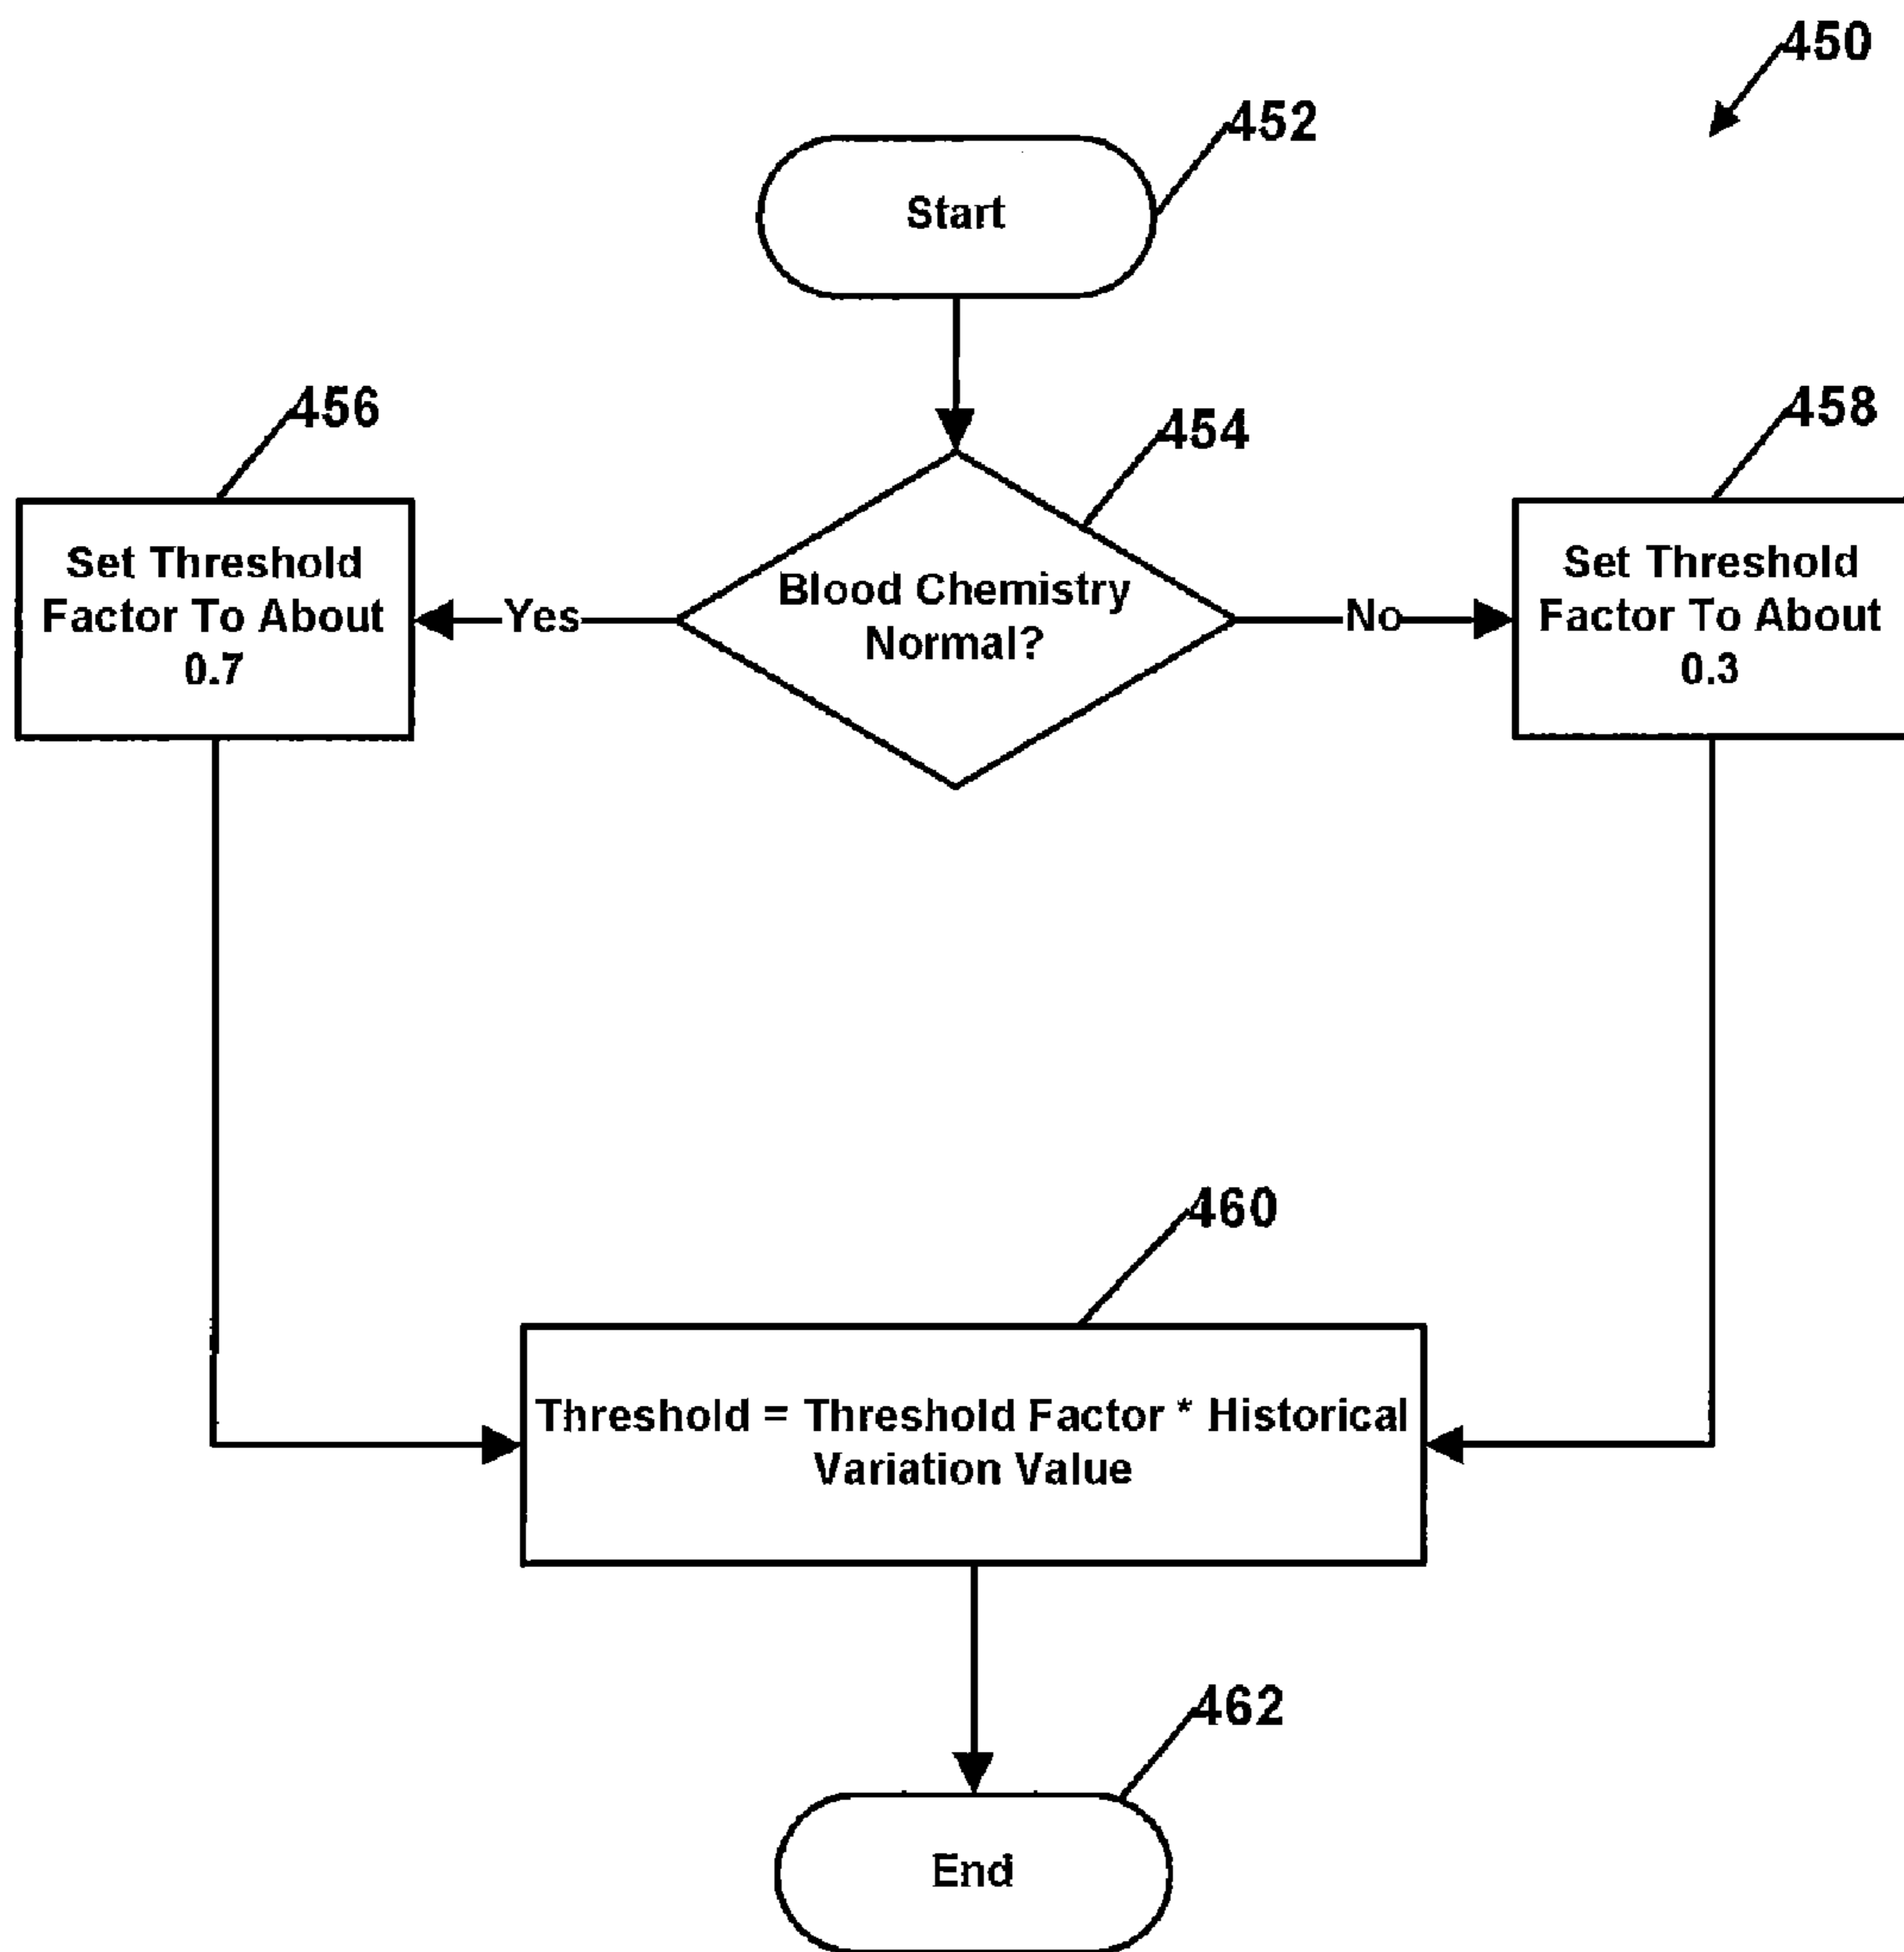 450
452
Start
456
454
458
Set Threshold
Factor To About
0.7
Yes
Blood Chemistry
Normal?
No
Set Threshold
Factor To About
0.3
460
Threshold = Threshold Factor * Historical
Variation Value
462
End